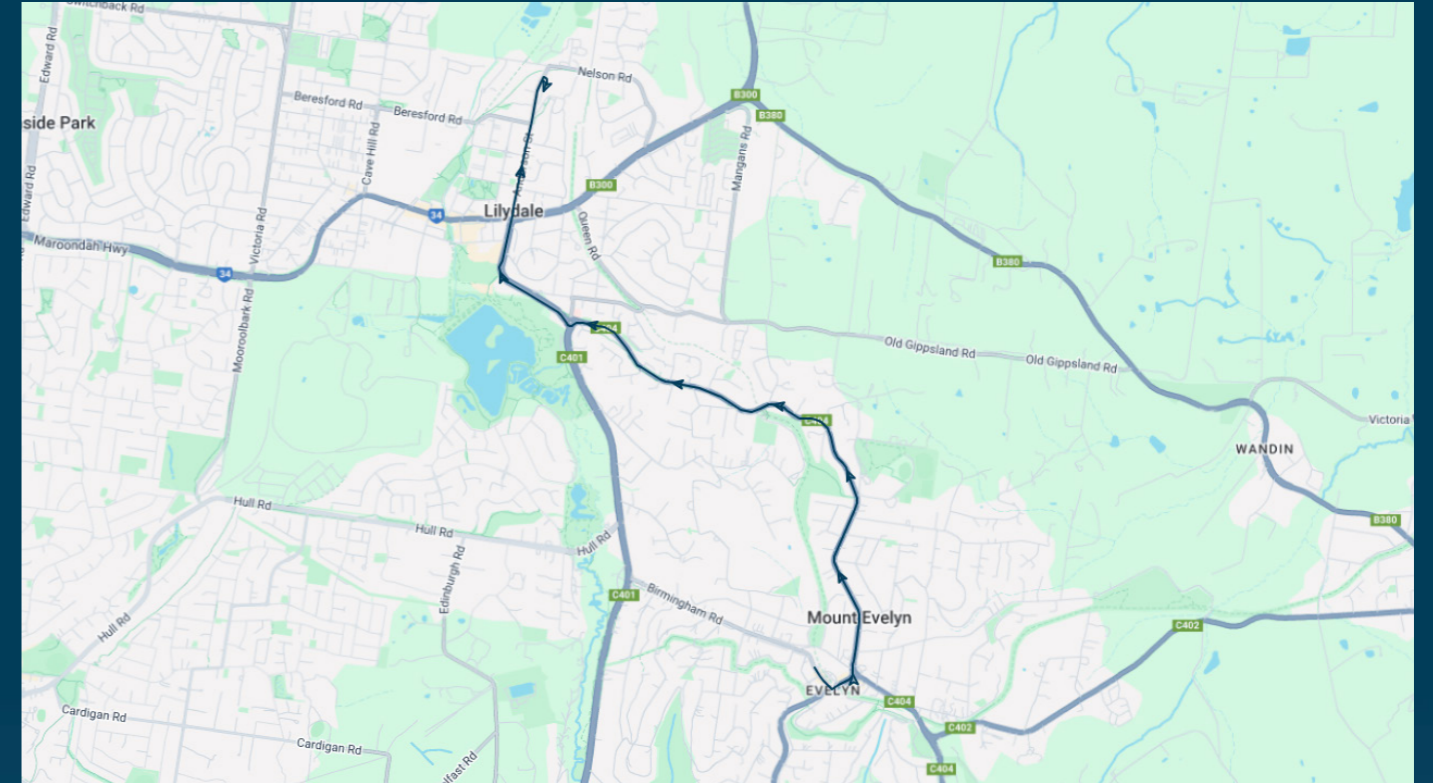 Switchback Rd
Edward Rd
Nelson Rd
Beresford Rd
Beresford Rd
B300
B380
side Park
Cave Hill Rd
Mangans Rd
Edward Rd
B300
34
Lilydale
Victoria Rd
Queen Rd
Maroondah Hwy
34
B380
Mooroolbark Rd
C401
Old Gippsland Rd
Old Gippsland Rd
Victoria
WANDIN
Hull Rd
B380
Hull Rd
Hull Rd
Edinburgh Rd
C401
Birmingham Rd
Mount Evelyn
Hull Rd
C402
EVELYN
C404
Cardigan Rd
C402
Cardigan Rd
C404